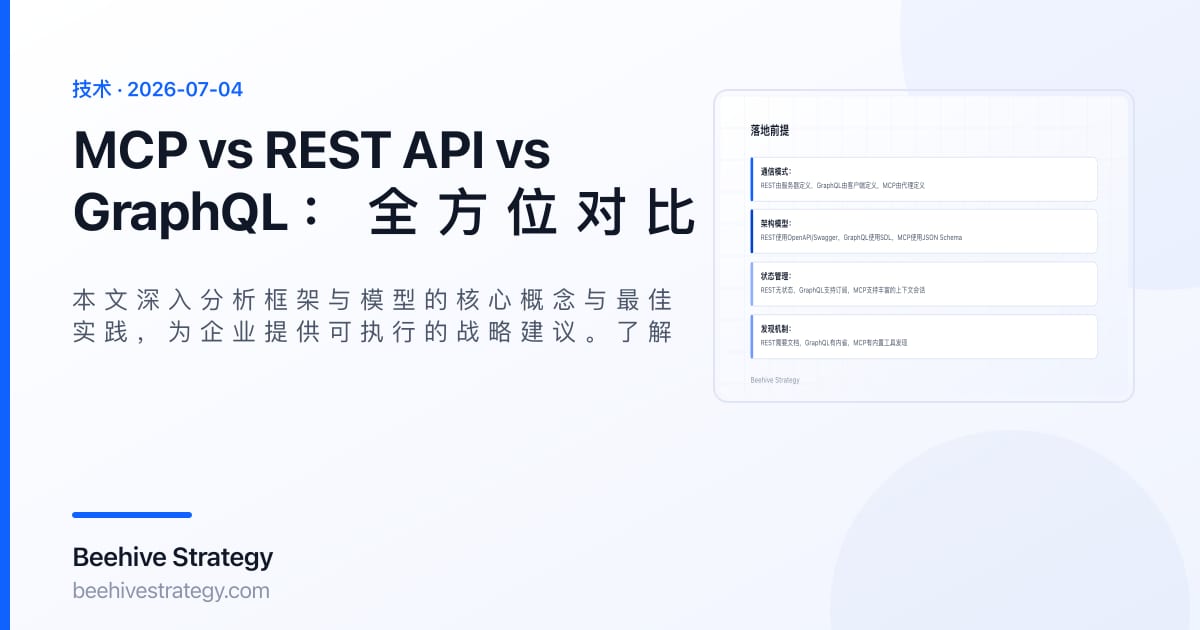 技术 · 2026-07-04
MCP vs REST API vs
GraphQL：全方位对比
本文深入分析框架与模型的核心概念与最佳
实践，为企业提供可执行的战略建议。了解
落地前提
通信模式：
REST由服务器定义、GraphQL由客户端定义、MCP由代理定义
架构模型：
REST使用OpenAPI/Swagger、GraphQL使用SDL、MCP使用JSON Schema
状态管理：
REST无状态、GraphQL支持订阅、MCP支持丰富的上下文会话
发现机制：
REST需要文档、GraphQL有内省、MCP有内置工具发现
Beehive Strategy
Beehive Strategy
beehivestrategy.com